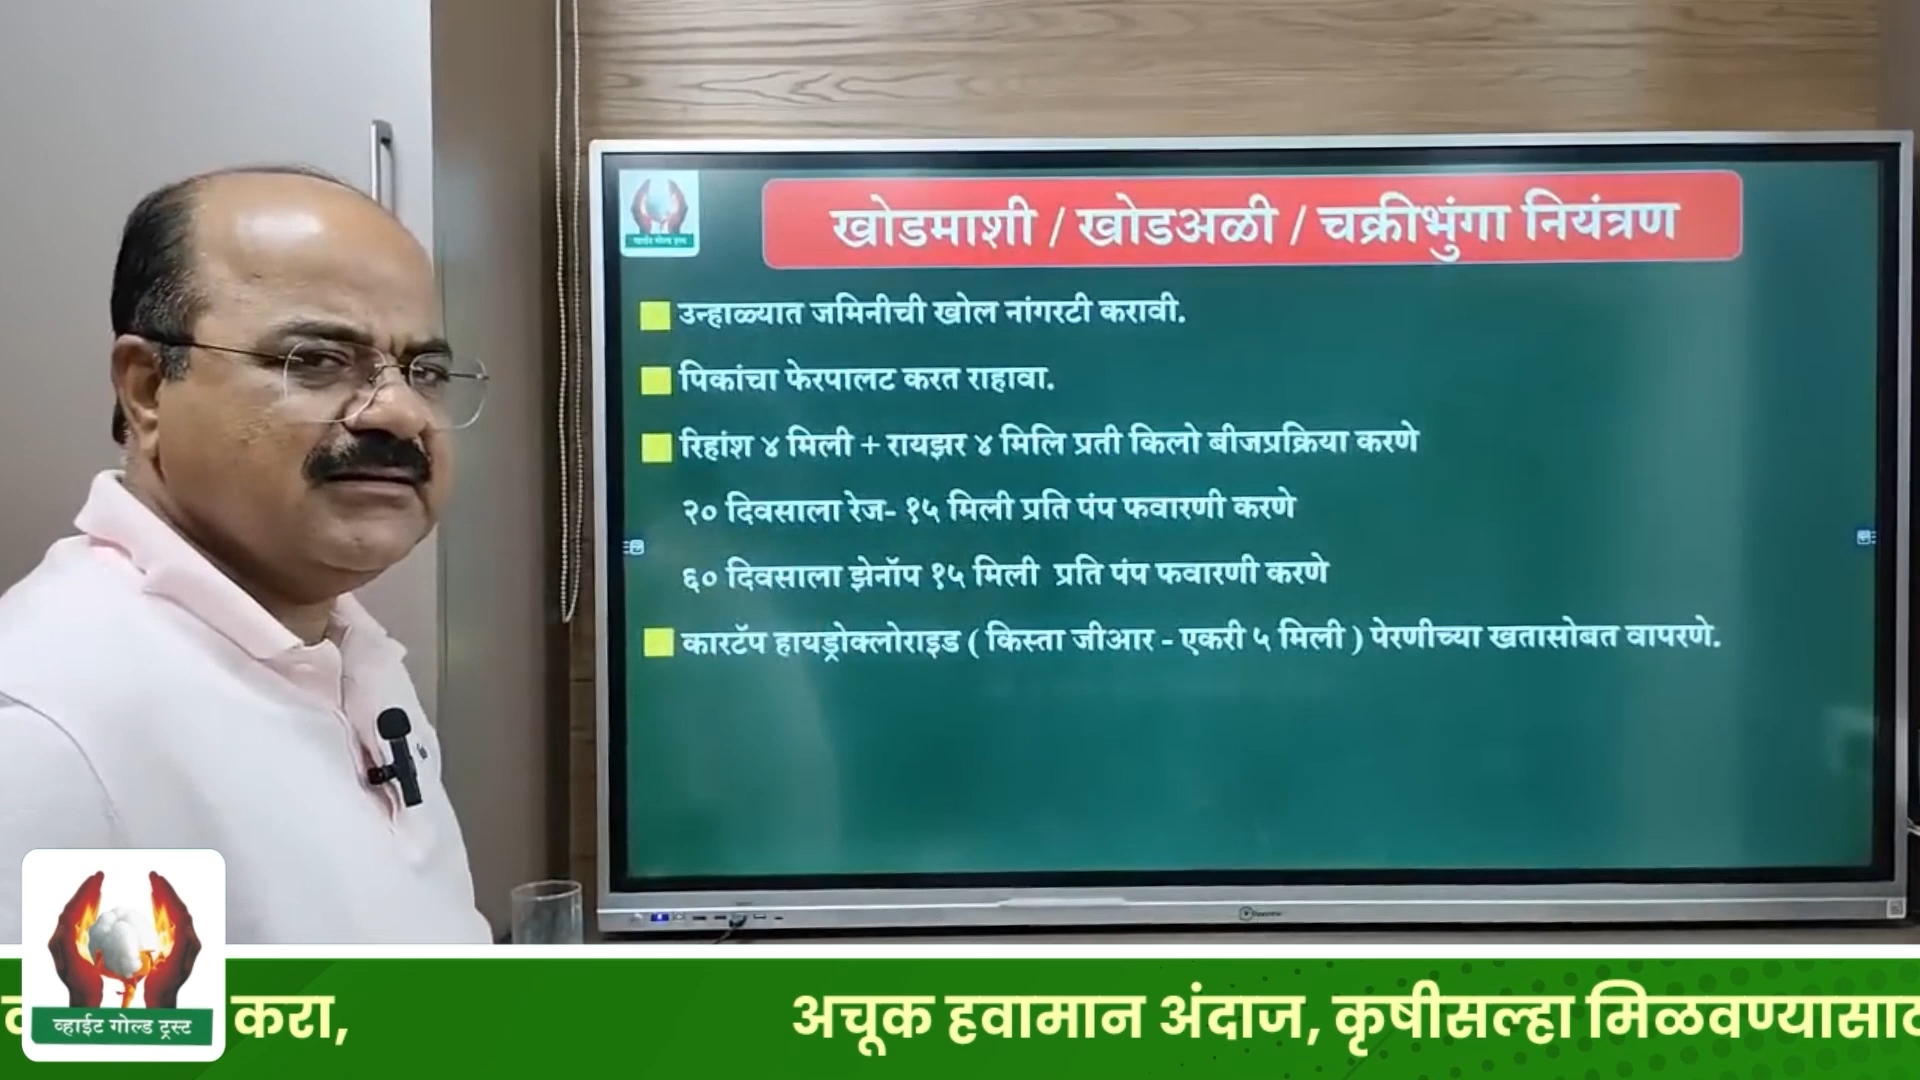 खोडमाशी / खोडअळी / चक्रीभुंगा नियंत्रण
उन्हाळ्यात जमिनीची खोल नांगरटी करावी.
पिकांचा फेरपालट करत राहावा.
रिहांश ४ मिली + रायझर ४ मिलि प्रती किलो बीजप्रक्रिया करणे
२० दिवसाला रेज- १५ मिली प्रति पंप फवारणी करणे
६० दिवसाला झेनॉप १५ मिली प्रति पंप फवारणी करणे
कारटॅप हायड्रोक्लोराइड ( किस्ता जीआर - एकरी ५ मिली ) पेरणीच्या खतासोबत वापरणे.
व्हाईट गोल्ड ट्रस्ट
करा, अचूक हवामान अंदाज, कृषीसल्हा मिळवण्यासाट